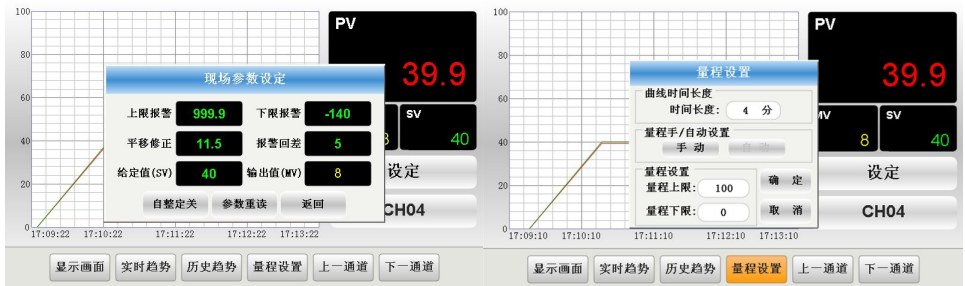 100
80
60
40
20
0
17:09:22 17:10:22 17:11:22 17:12:22 17:13:22
PV
39.9
SV
8 40
设定
CH04
现场参数设定
上限报警 999.9 下限报警 -140
平移修正 11.5 报警回差 5
给定值(SV) 40 输出值(MV) 8
自整定关 参数重读 返回
显示画面 实时趋势 历史趋势 量程设置 上一通道 下一通道
100
80
60
40
20
0
17:09:10 17:10:10 17:11:10 17:12:10 17:13:10
PV
39.9
MV SV
8 40
设定
CH04
量程设置
曲线时间长度
时间长度: 4 分
量程手/自动设置
手 动 自 动
量程设置
量程上限: 100 确 定
量程下限: 0 取 消
显示画面 实时趋势 历史趋势 量程设置 上一通道 下一通道